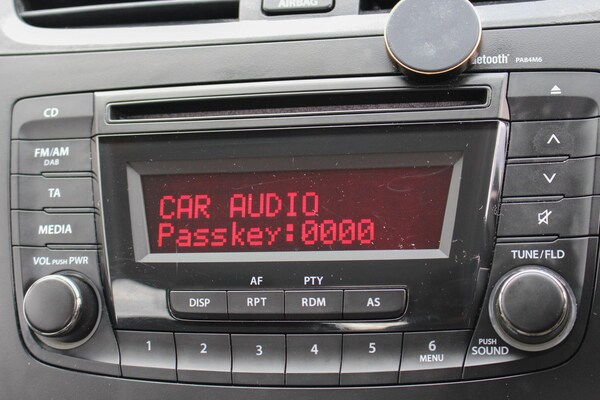 AIRBAG
Bluetooth® PA84M6
CD
FM/AM
DAB
TA
MEDIA
VOL PUSH PWR
CAR AUDIO
Passkey:0000
AF PTY
DISP RPT RDM AS
1 2 3 4 5 6
MENU
TUNE/FLD
PUSH
SOUND